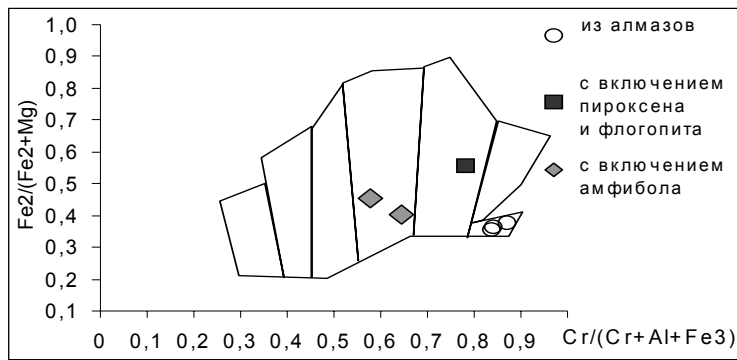 Fe2/(Fe2+Mg)
1,0
0,9
0,8
0,7
0,6
0,5
0,4
0,3
0,2
0,1
0 0,1 0,2 0,3 0,4 0,5 0,6 0,7 0,8 0,9 Cr/(Cr+Al+Fe3)
из алмазов
с включением
пироксена
и флогопита
с включением
амфибола